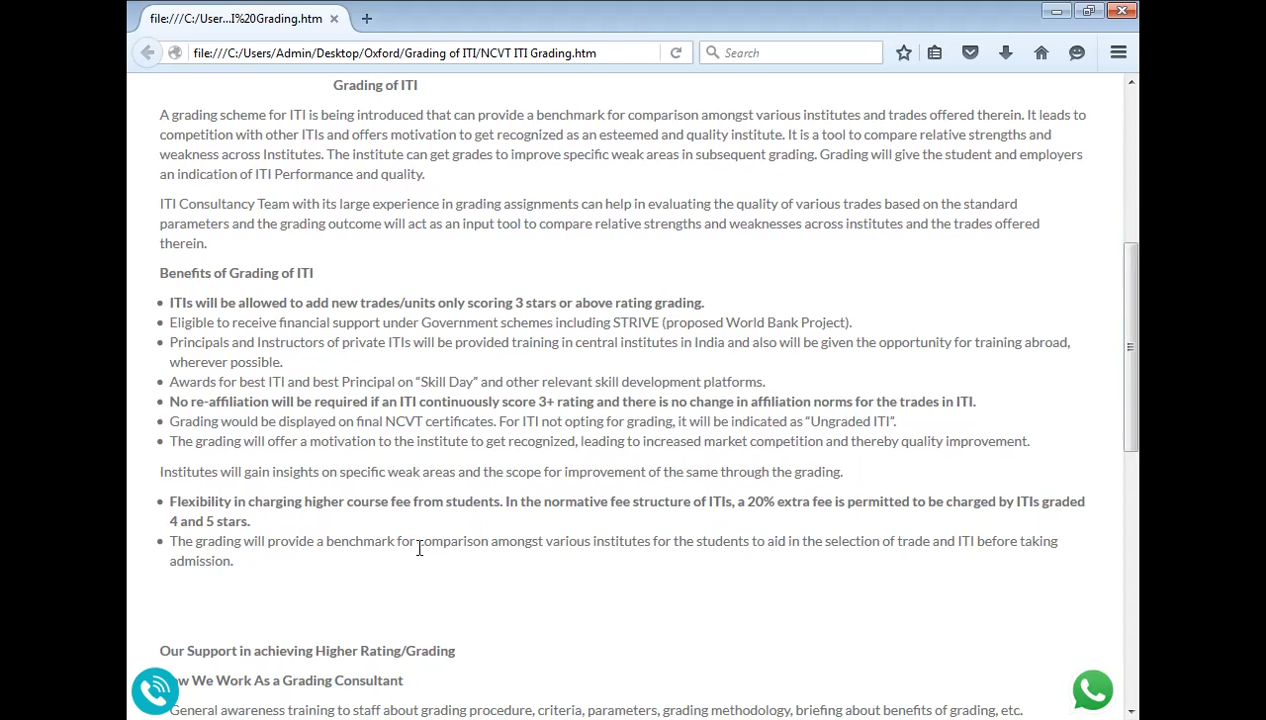 file:///C:/User...I%20Grading.htm
file:///C:/Users/Admin/Desktop/Oxford/Grading of ITI/NCVT ITI Grading.htm
Search
Grading of ITI
A grading scheme for ITI is being introduced that can provide a benchmark for comparison amongst various institutes and trades offered therein. It leads to
competition with other ITIs and offers motivation to get recognized as an esteemed and quality institute. It is a tool to compare relative strengths and
weakness across Institutes. The institute can get grades to improve specific weak areas in subsequent grading. Grading will give the student and employers
an indication of ITI Performance and quality.
ITI Consultancy Team with its large experience in grading assignments can help in evaluating the quality of various trades based on the standard
parameters and the grading outcome will act as an input tool to compare relative strengths and weaknesses across institutes and the trades offered
therein.
Benefits of Grading of ITI
• ITIs will be allowed to add new trades/units only scoring 3 stars or above rating grading.
• Eligible to receive financial support under Government schemes including STRIVE (proposed World Bank Project).
• Principals and Instructors of private ITIs will be provided training in central institutes in India and also will be given the opportunity for training abroad,
wherever possible.
• Awards for best ITI and best Principal on “Skill Day” and other relevant skill development platforms.
• No re-affiliation will be required if an ITI continuously score 3+ rating and there is no change in affiliation norms for the trades in ITI.
• Grading would be displayed on final NCVT certificates. For ITI not opting for grading, it will be indicated as “Ungraded ITI”.
• The grading will offer a motivation to the institute to get recognized, leading to increased market competition and thereby quality improvement.
Institutes will gain insights on specific weak areas and the scope for improvement of the same through the grading.
• Flexibility in charging higher course fee from students. In the normative fee structure of ITIs, a 20% extra fee is permitted to be charged by ITIs graded
4 and 5 stars.
• The grading will provide a benchmark for comparison amongst various institutes for the students to aid in the selection of trade and ITI before taking
admission.
Our Support in achieving Higher Rating/Grading
ow We Work As a Grading Consultant
General awareness training to staff about grading procedure, criteria, parameters, grading methodology, briefing about benefits of grading, etc.